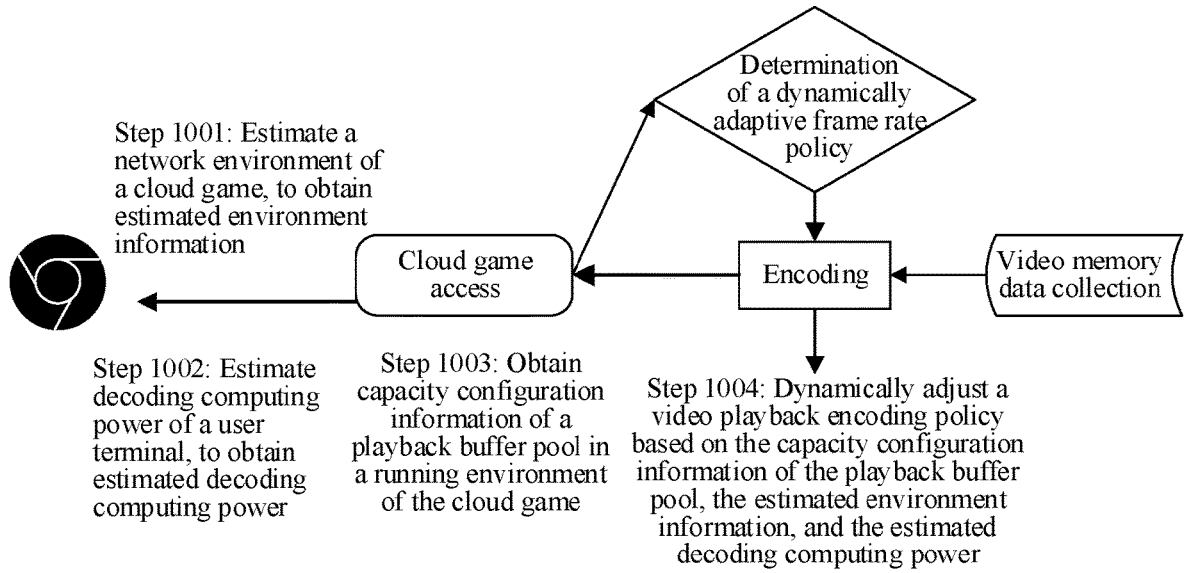 Determination
of a dynamically
adaptive frame rate
policy
Step 1001: Estimate a
network environment of
a cloud game, to obtain
estimated environment
information
Cloud game
access
Encoding
Video memory
data collection
Step 1002: Estimate
decoding computing
power of a user
terminal, to obtain
estimated decoding
computing power
Step 1003: Obtain
capacity configuration
information of a
playback buffer pool in
a running environment
of the cloud game
Step 1004: Dynamically adjust a
video playback encoding policy
based on the capacity configuration
information of the playback buffer
pool, the estimated environment
information, and the estimated
decoding computing power